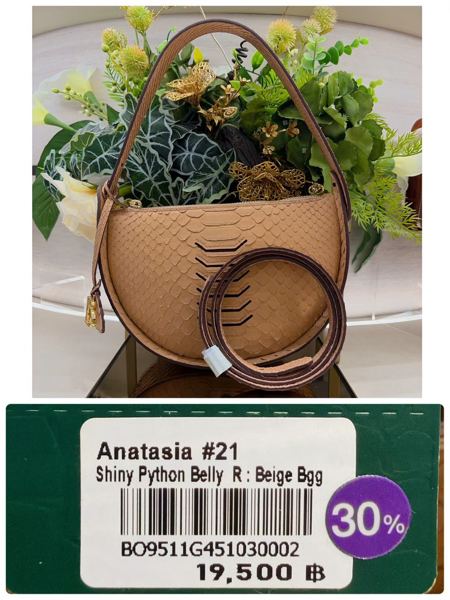 Anatasia #21
Shiny Python Belly R : Beige Bgg
30%
BO9511G451030002
19,500 ฿